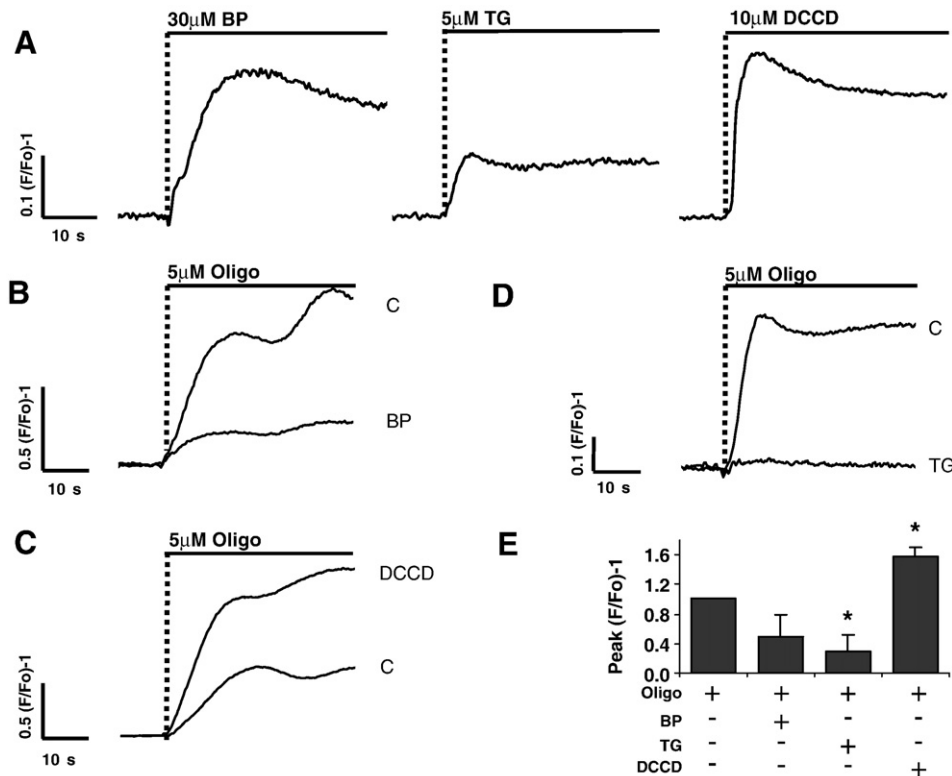 A
30μM BP
5μM TG
10μM DCCD
0.1 (F/Fo)-1
10 s
B
5μM Oligo
C
BP
0.5 (F/Fo)-1
10 s
D
5μM Oligo
C
TG
0.1 (F/Fo)-1
10 s
C
5μM Oligo
DCCD
C
0.5 (F/Fo)-1
10 s
E
Peak (F/Fo)-1
1.6
1.2
0.8
0.4
0.0
*
*
Oligo + + + +
BP - + - -
TG - - + -
DCCD - - - +